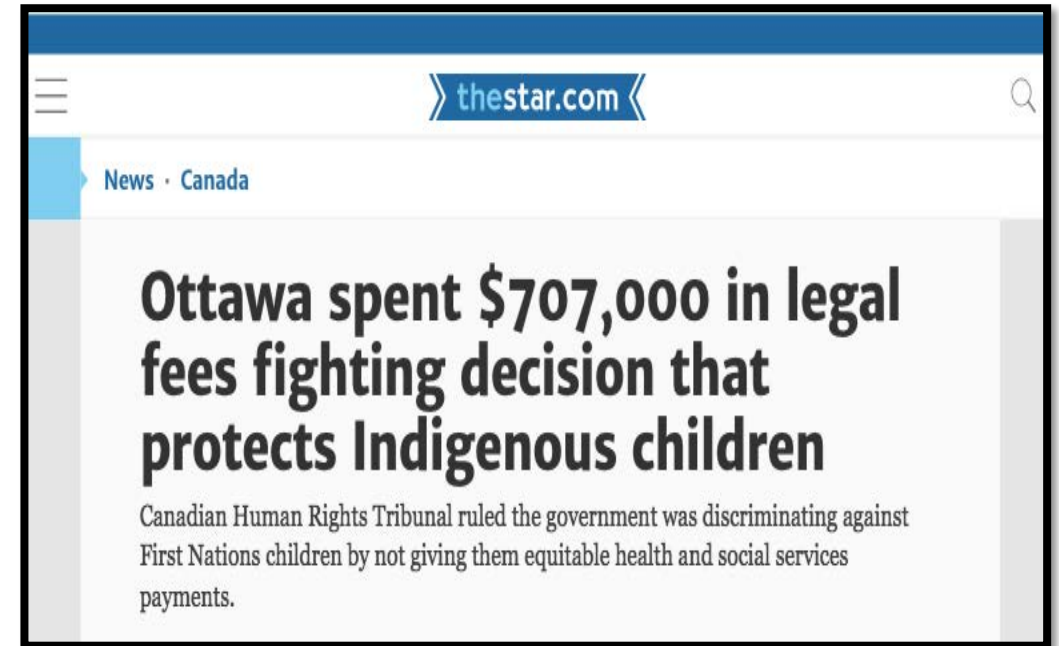 thestar.com
News · Canada
Ottawa spent $707,000 in legal
fees fighting decision that
protects Indigenous children
Canadian Human Rights Tribunal ruled the government was discriminating against
First Nations children by not giving them equitable health and social services
payments.